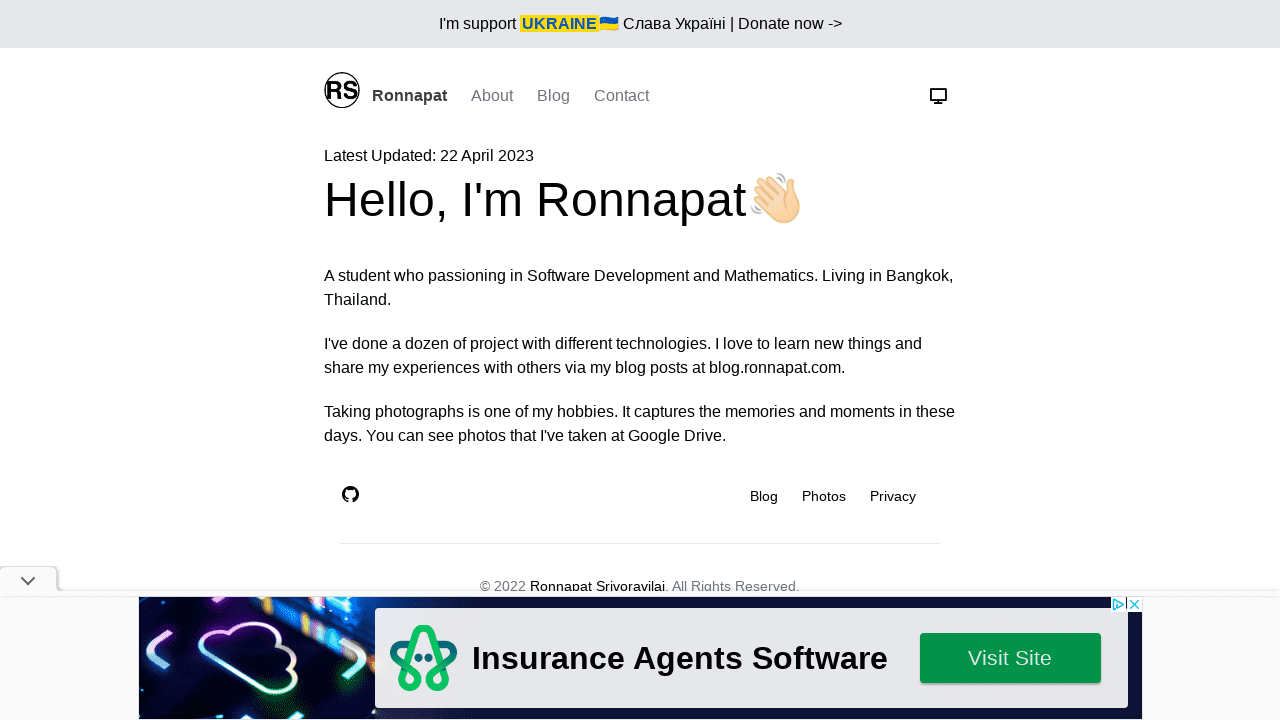 I'm support UKRAINE🇺🇦 Слава Україні | Donate now ->
RS Ronnapat About Blog Contact
Latest Updated: 22 April 2023
Hello, I'm Ronnapat👋🏻
A student who passioning in Software Development and Mathematics. Living in Bangkok,
Thailand.
I've done a dozen of project with different technologies. I love to learn new things and
share my experiences with others via my blog posts at blog.ronnapat.com.
Taking photographs is one of my hobbies. It captures the memories and moments in these
days. You can see photos that I've taken at Google Drive.
Blog Photos Privacy
© 2022 Ronnapat Srivoravilai. All Rights Reserved.
Insurance Agents Software
Visit Site